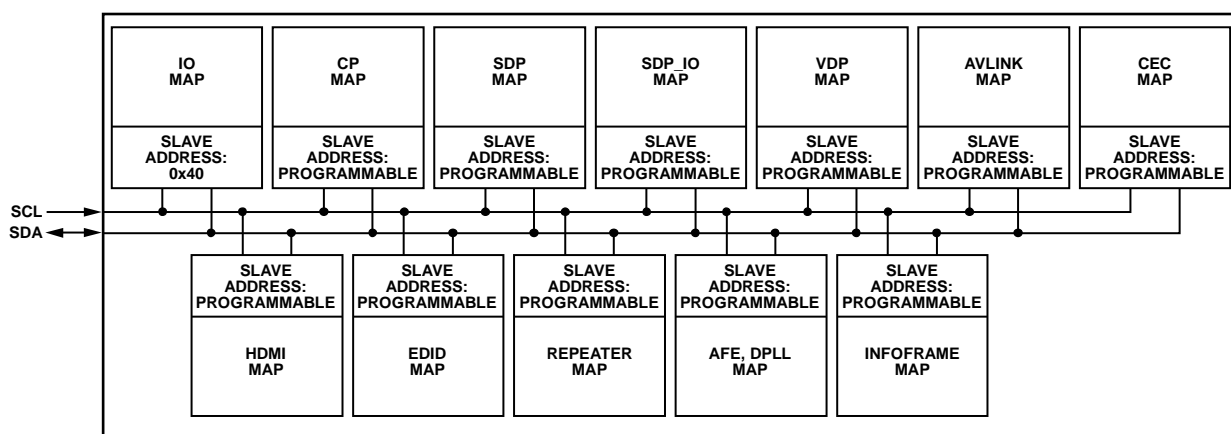 IO
MAP
CP
MAP
SDP
MAP
SDP_IO
MAP
VDP
MAP
AVLINK
MAP
CEC
MAP
SLAVE
ADDRESS:
0x40
SLAVE
ADDRESS:
PROGRAMMABLE
SLAVE
ADDRESS:
PROGRAMMABLE
SLAVE
ADDRESS:
PROGRAMMABLE
SLAVE
ADDRESS:
PROGRAMMABLE
SLAVE
ADDRESS:
PROGRAMMABLE
SLAVE
ADDRESS:
PROGRAMMABLE
SCL
SDA
SLAVE
ADDRESS:
PROGRAMMABLE
SLAVE
ADDRESS:
PROGRAMMABLE
SLAVE
ADDRESS:
PROGRAMMABLE
SLAVE
ADDRESS:
PROGRAMMABLE
SLAVE
ADDRESS:
PROGRAMMABLE
HDMI
MAP
EDID
MAP
REPEATER
MAP
AFE, DPLL
MAP
INFOFRAME
MAP